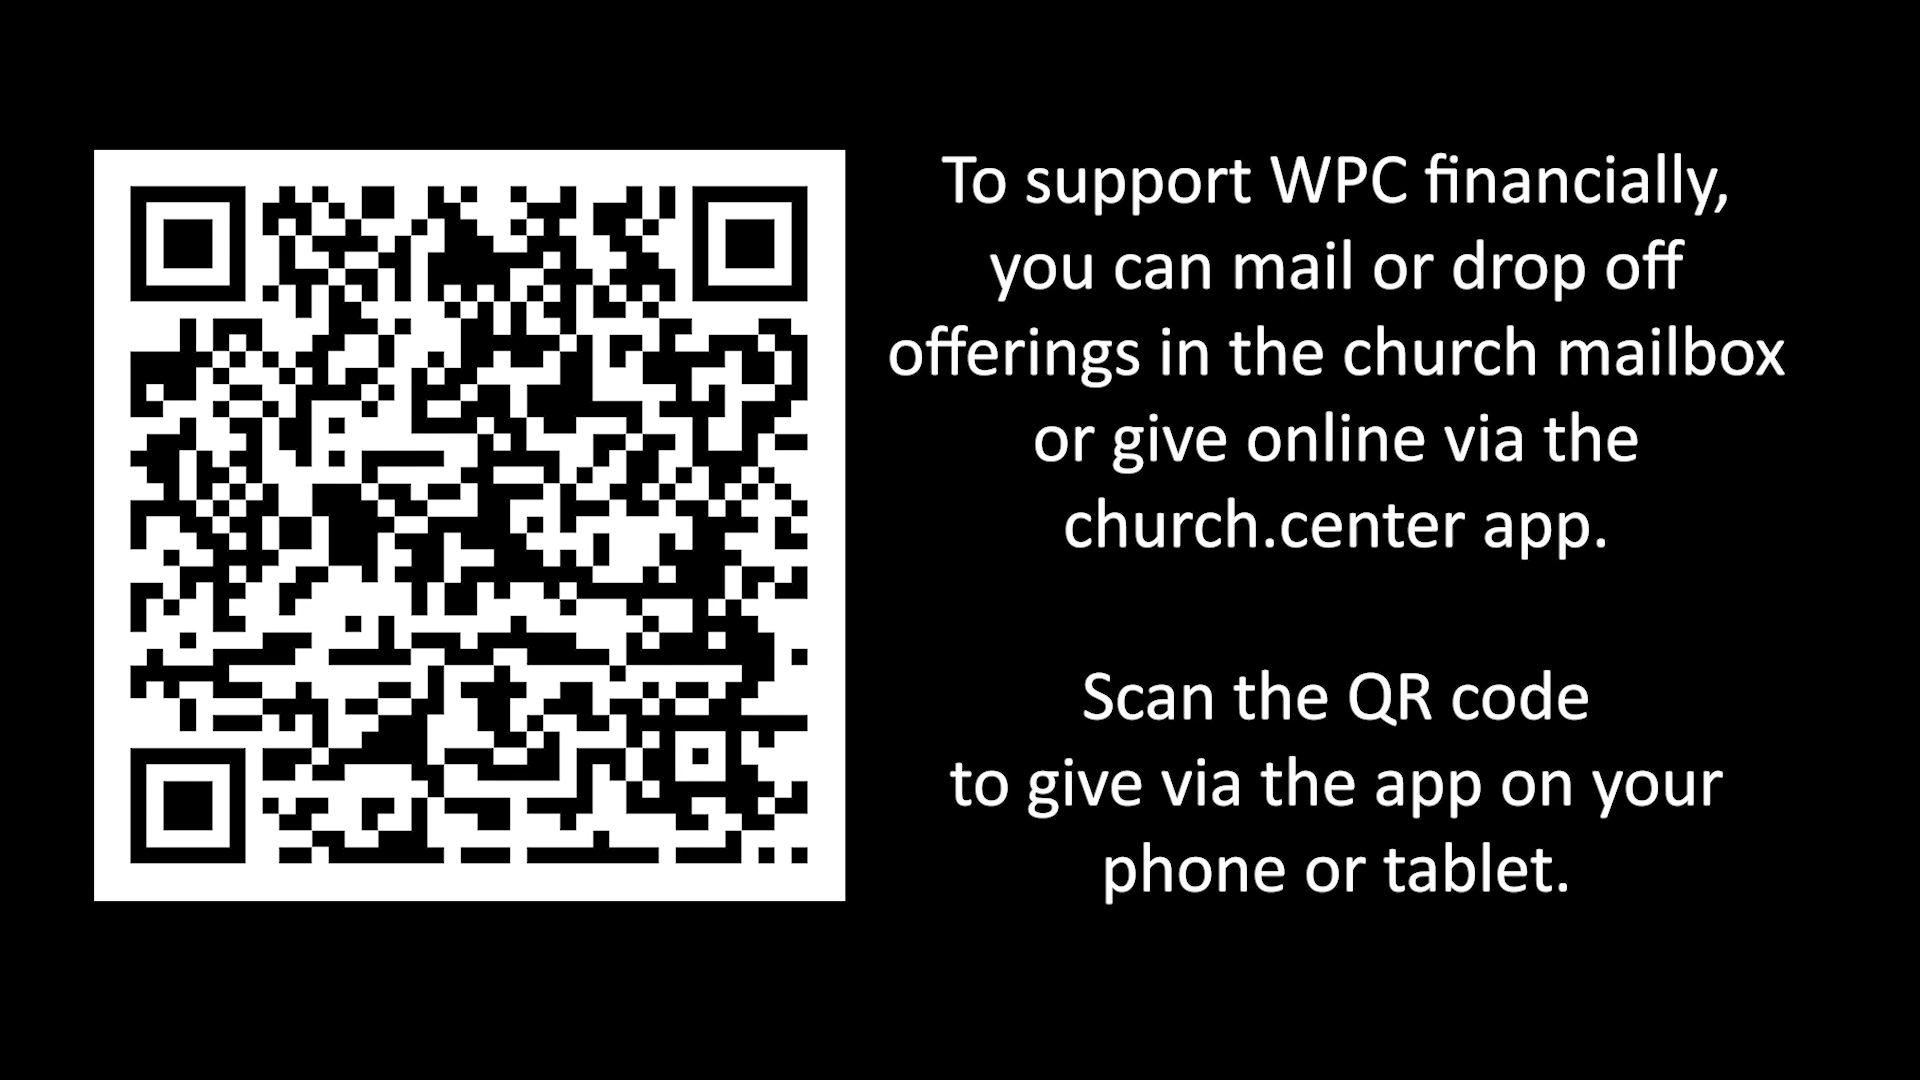 To support WPC financially,
you can mail or drop off
offerings in the church mailbox
or give online via the
church.center app.
Scan the QR code
to give via the app on your
phone or tablet.